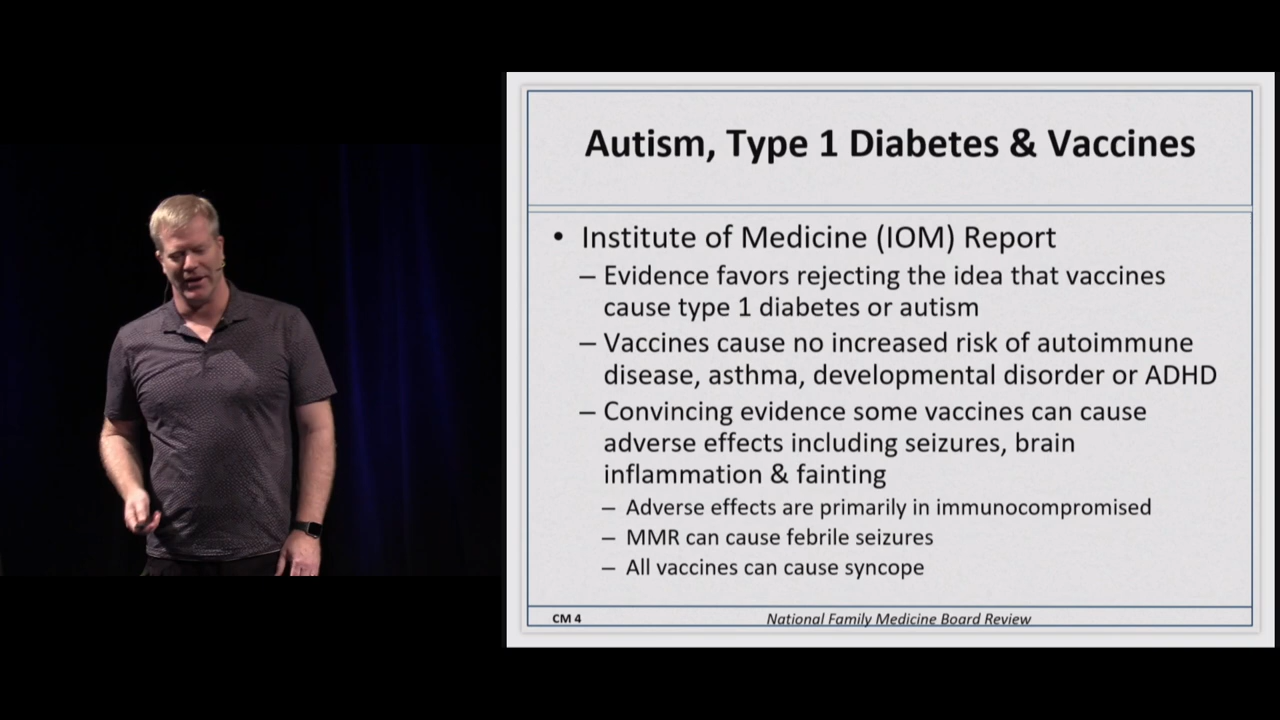 Autism, Type 1 Diabetes & Vaccines
• Institute of Medicine (IOM) Report
– Evidence favors rejecting the idea that vaccines
cause type 1 diabetes or autism
– Vaccines cause no increased risk of autoimmune
disease, asthma, developmental disorder or ADHD
– Convincing evidence some vaccines can cause
adverse effects including seizures, brain
inflammation & fainting
– Adverse effects are primarily in immunocompromised
– MMR can cause febrile seizures
– All vaccines can cause syncope
CM 4
National Family Medicine Board Review